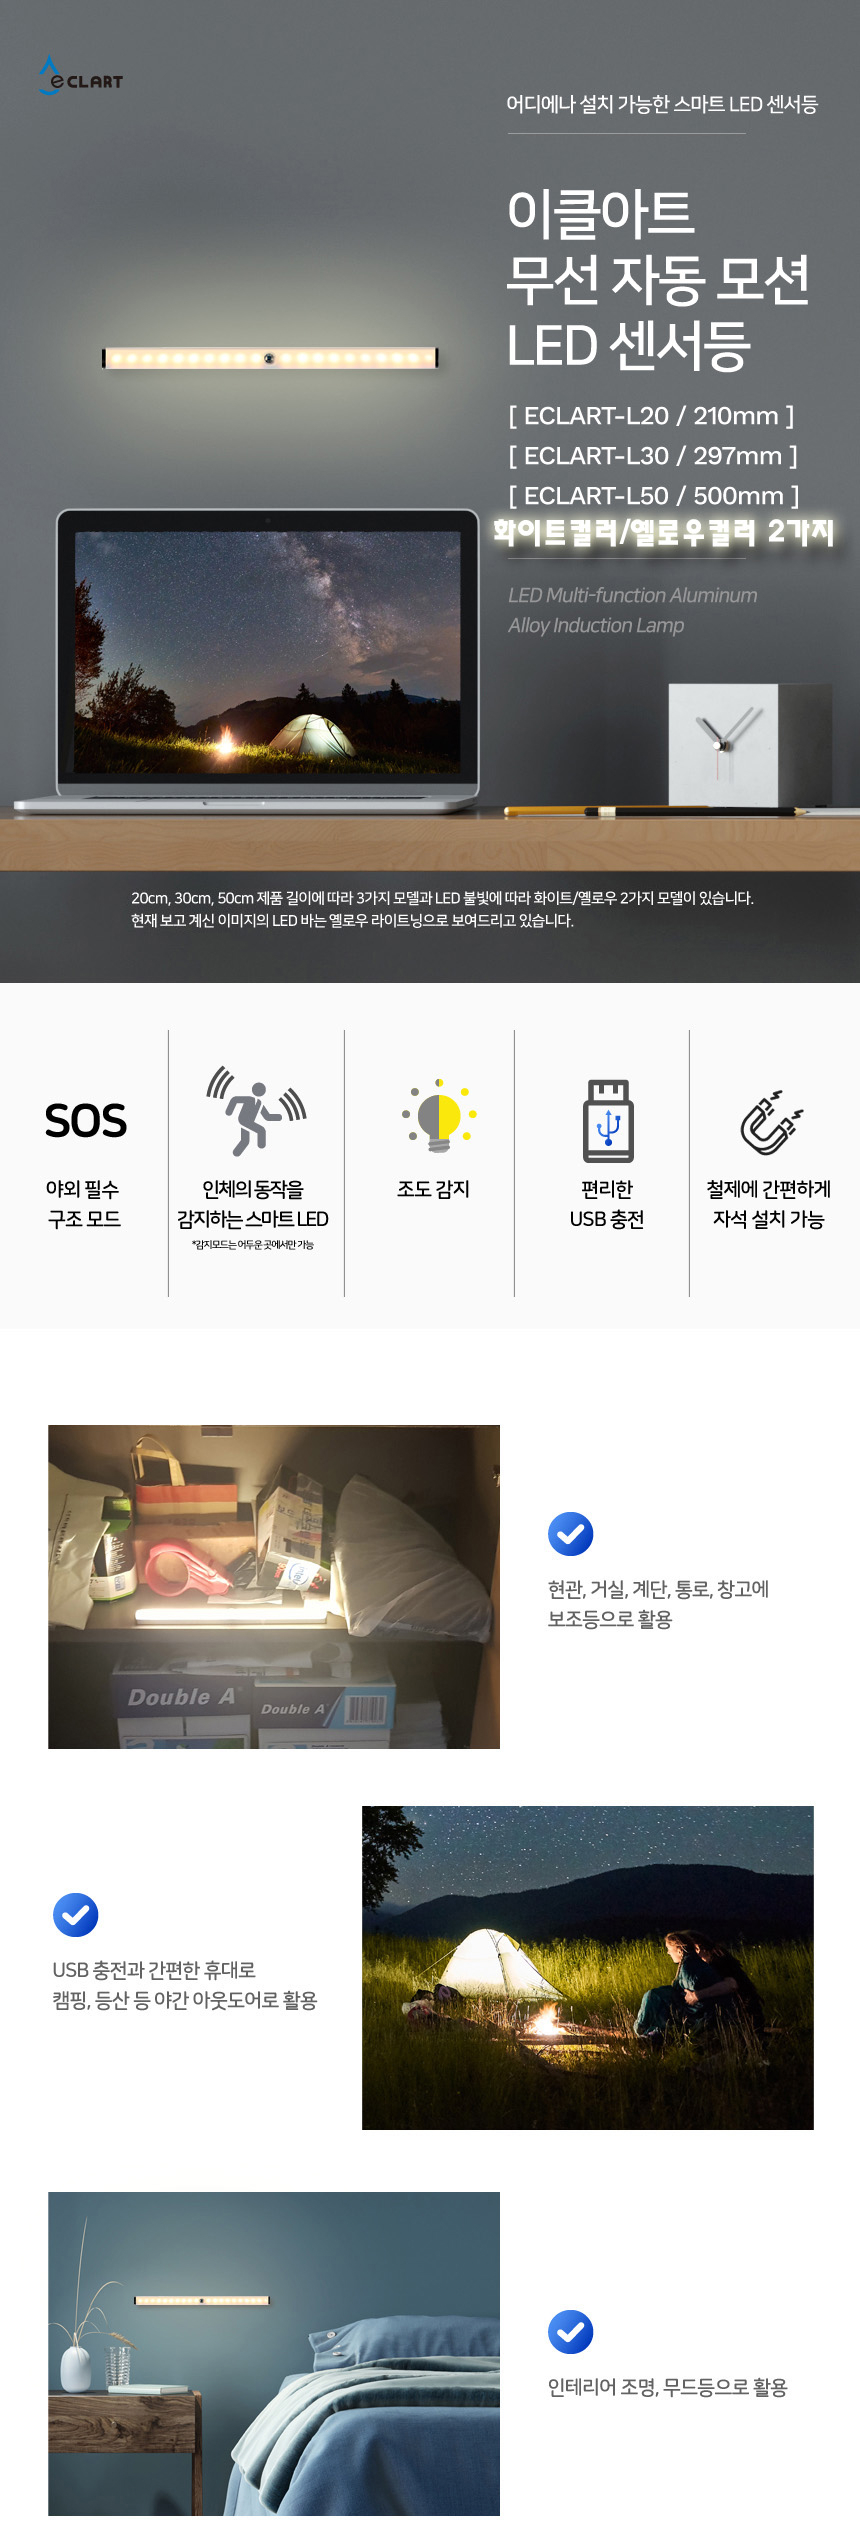 eCLART
어디에나 설치 가능한 스마트 LED 센서등
이클아트
무선 자동 모션
LED 센서등
[ ECLART-L20 / 210mm ]
[ ECLART-L30 / 297mm ]
[ ECLART-L50 / 500mm ]
화이트컬러/옐로우컬러 2가지
LED Multi-function Aluminum
Alloy Induction Lamp
20cm, 30cm, 50cm 제품 길이에 따라 3가지 모델과 LED 불빛에 따라 화이트/옐로우 2가지 모델이 있습니다.
현재 보고 계신 이미지의 LED 바는 옐로우 라이트닝으로 보여드리고 있습니다.
SOS
야외 필수
구조 모드
인체의 동작을
감지하는 스마트 LED
*감지모드는 어두운 곳에서만 가능
조도 감지
편리한
USB 충전
철제에 간편하게
자석 설치 가능
intel
Double A
Double A
현관, 거실, 계단, 통로, 창고에
보조등으로 활용
USB 충전과 간편한 휴대로
캠핑, 등산 등 야간 아웃도어로 활용
인테리어 조명, 무드등으로 활용